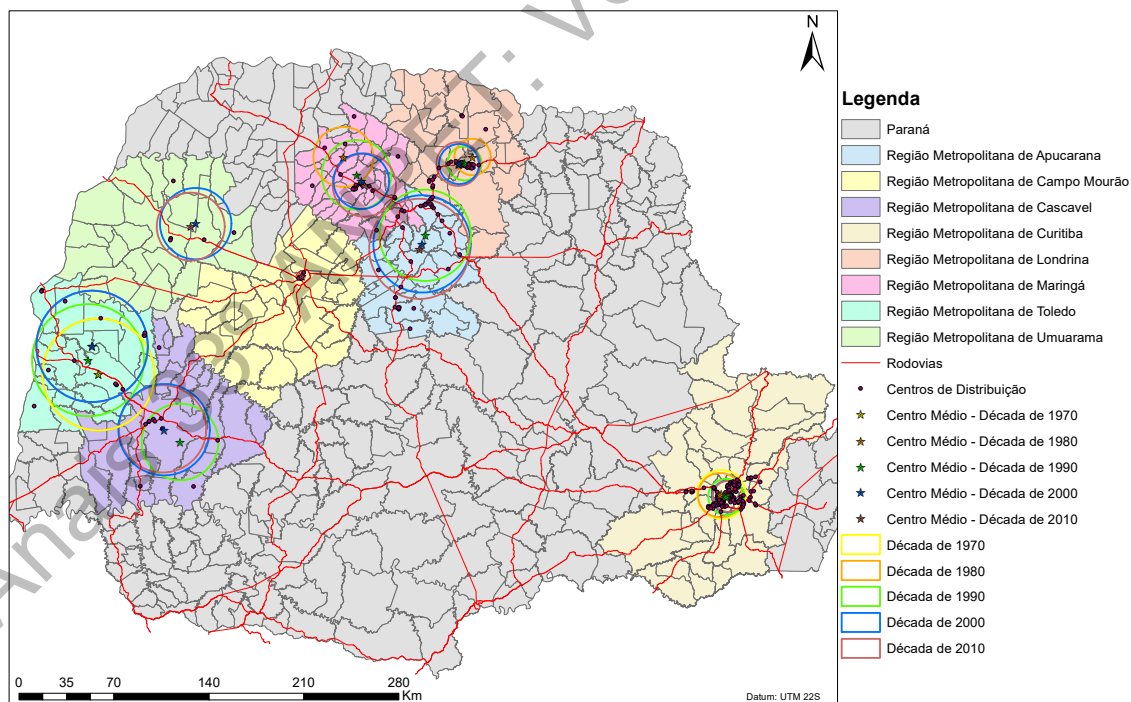 N
Legenda
Paraná
Região Metropolitana de Apucarana
Região Metropolitana de Campo Mourão
Região Metropolitana de Cascavel
Região Metropolitana de Curitiba
Região Metropolitana de Londrina
Região Metropolitana de Maringá
Região Metropolitana de Toledo
Região Metropolitana de Umuarama
Rodovias
Centros de Distribuição
Centro Médio - Década de 1970
Centro Médio - Década de 1980
Centro Médio - Década de 1990
Centro Médio - Década de 2000
Centro Médio - Década de 2010
Década de 1970
Década de 1980
Década de 1990
Década de 2000
Década de 2010
0 35 70 140 210 280
Km
Datum: UTM 22S